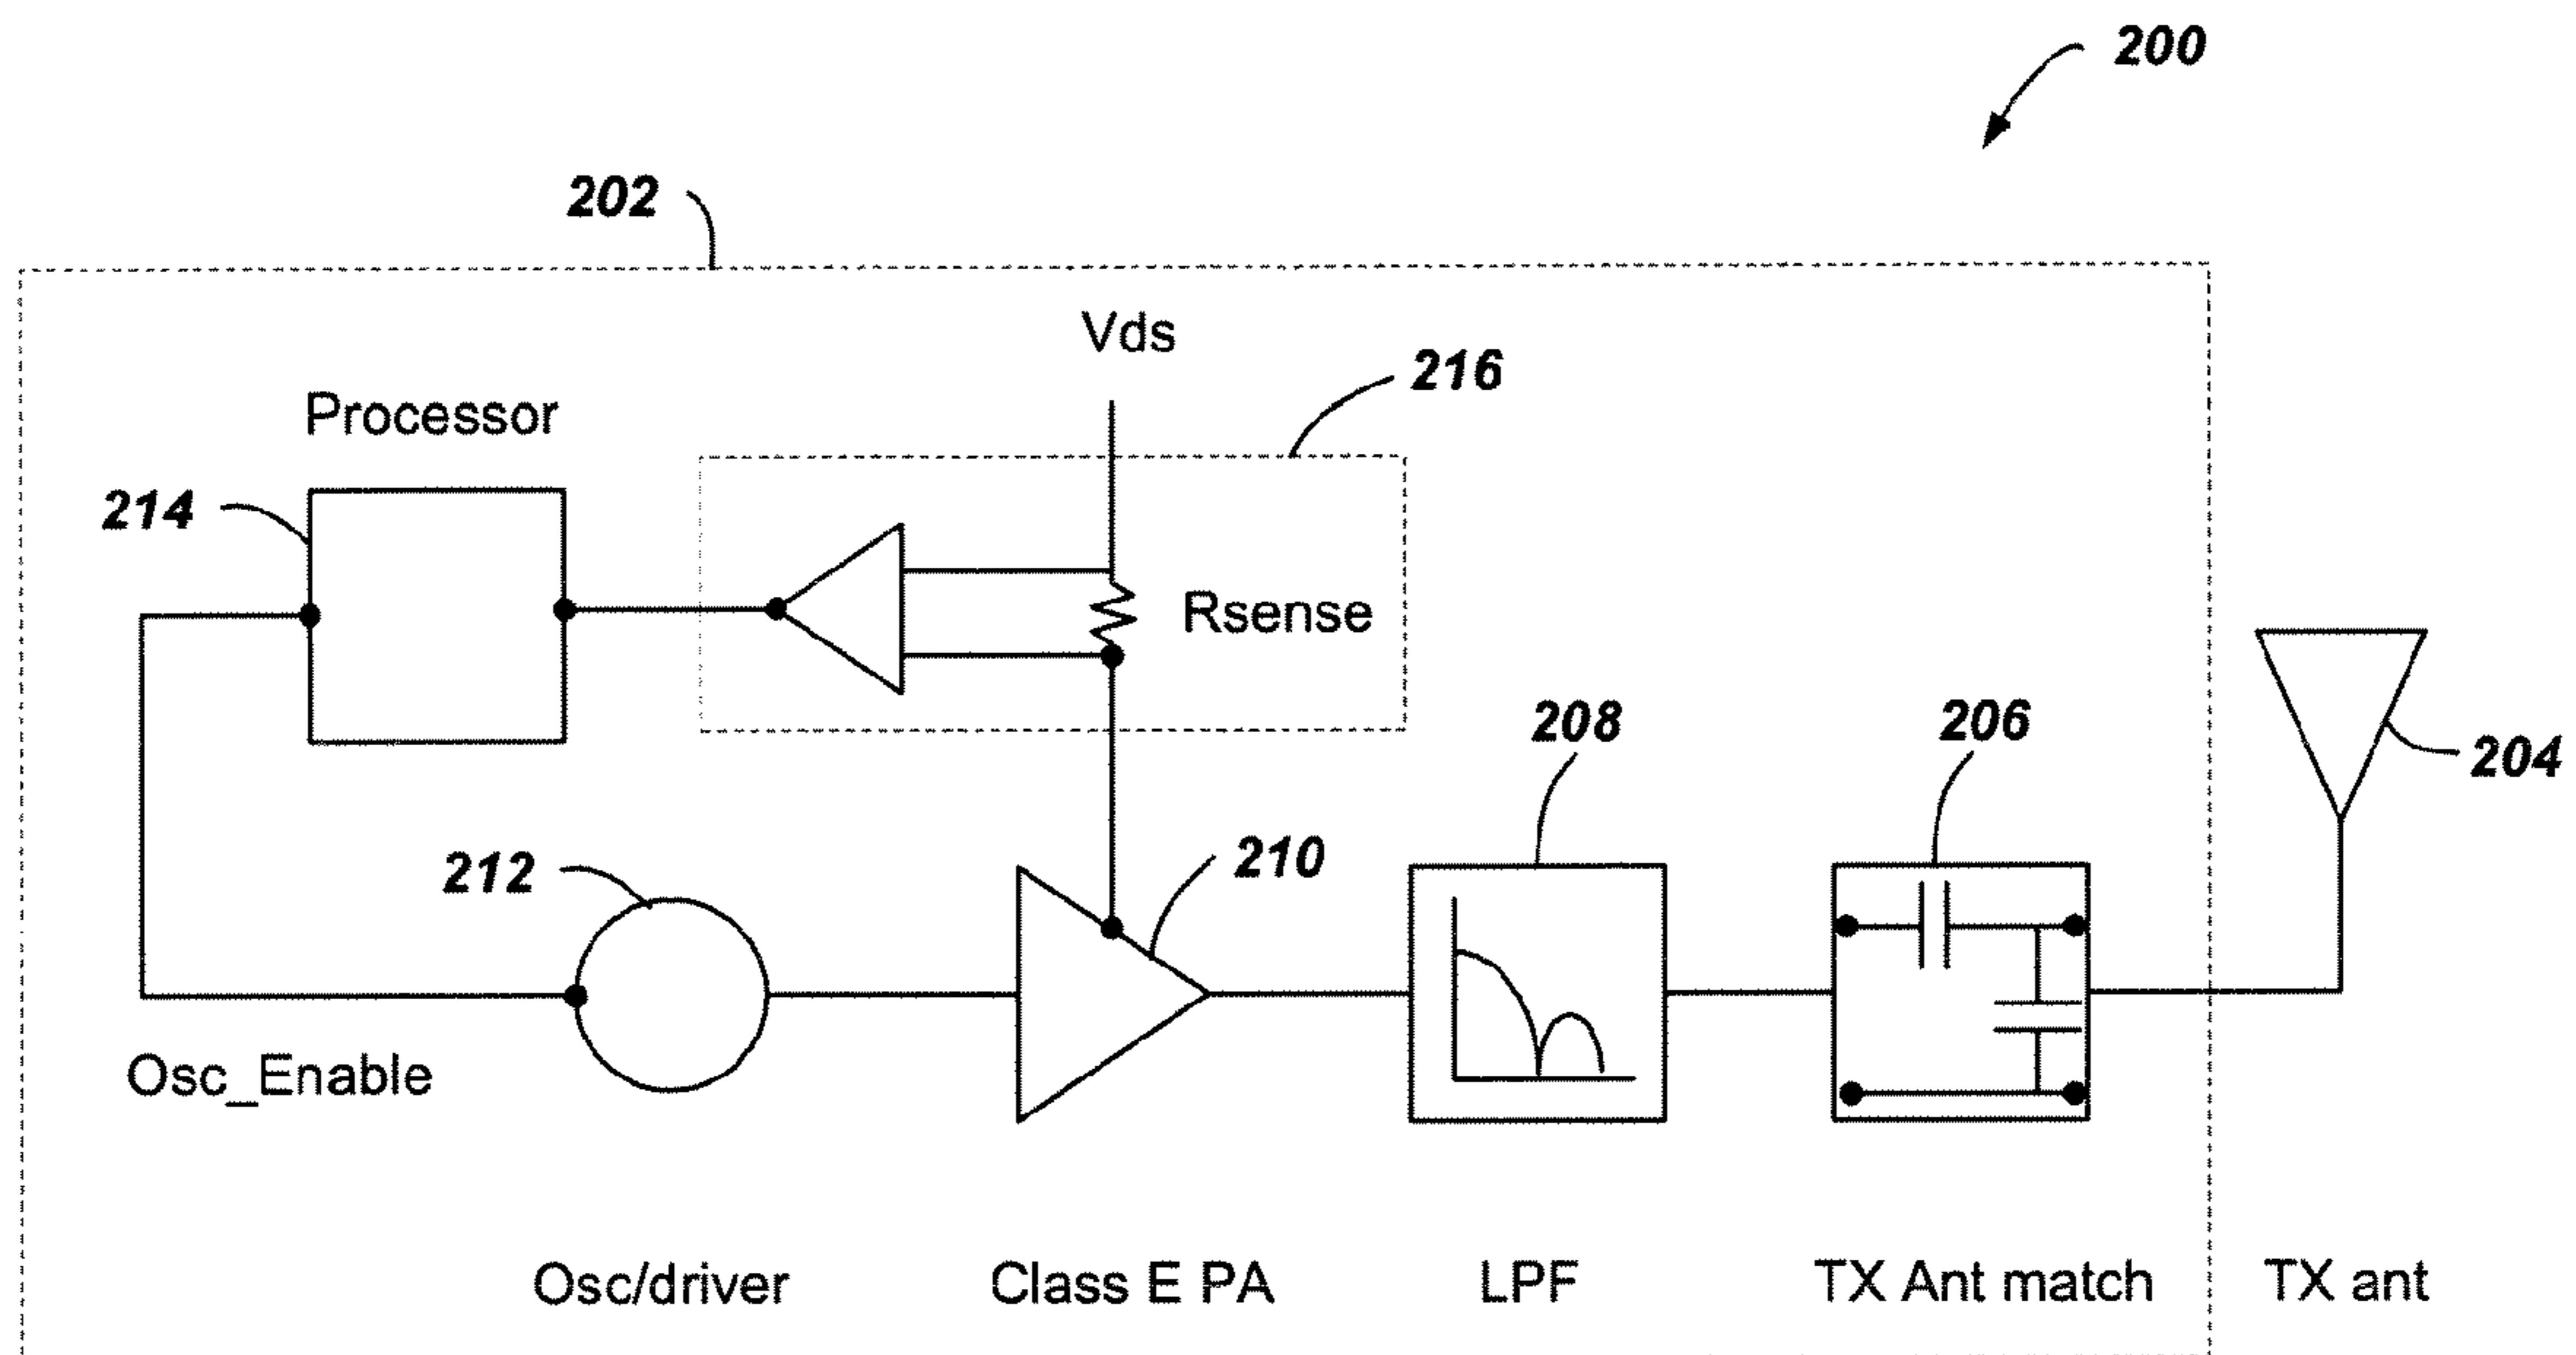 200
202
Vds
216
Processor
214
Rsense
208
206
204
212
210
Osc_Enable
Osc/driver
Class E PA
LPF
TX Ant match
TX ant